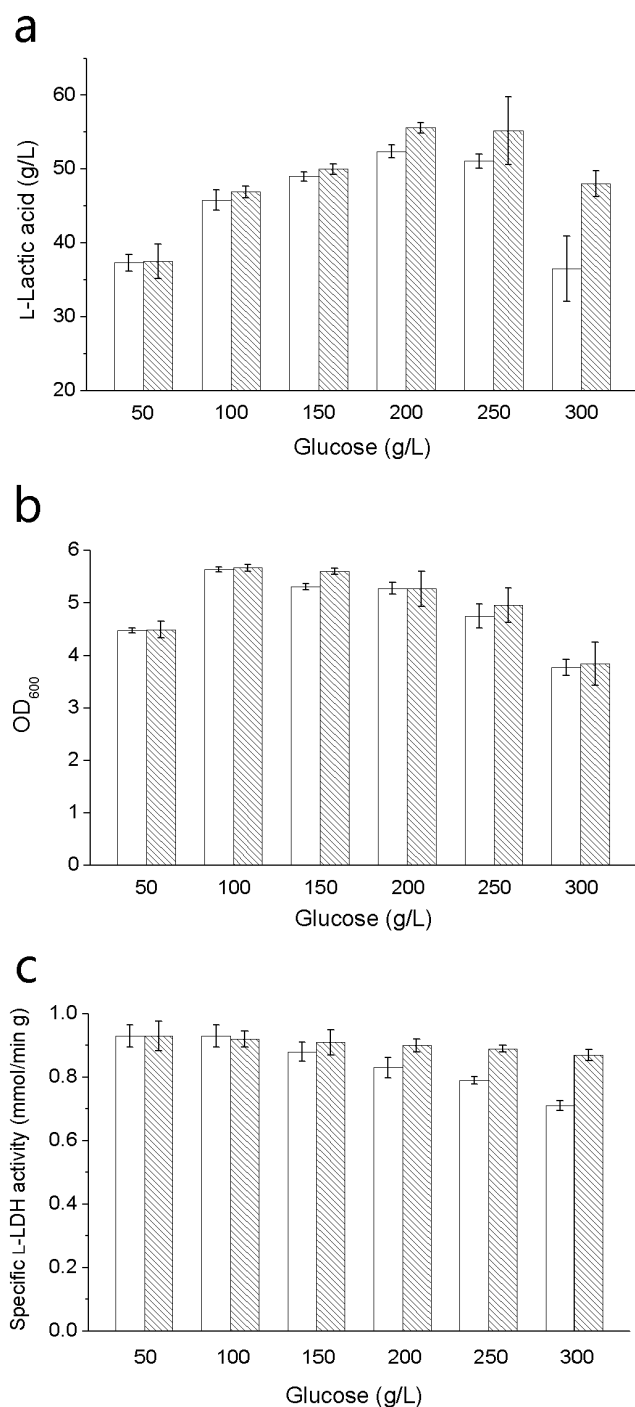 a
L-Lactic acid (g/L)
60
50
40
30
20
50 100 150 200 250 300
Glucose (g/L)
b
OD600
6
5
4
3
2
1
0
50 100 150 200 250 300
Glucose (g/L)
c
Specific L-LDH activity (mmol/min g)
1.0
0.8
0.6
0.4
0.2
0.0
50 100 150 200 250 300
Glucose (g/L)